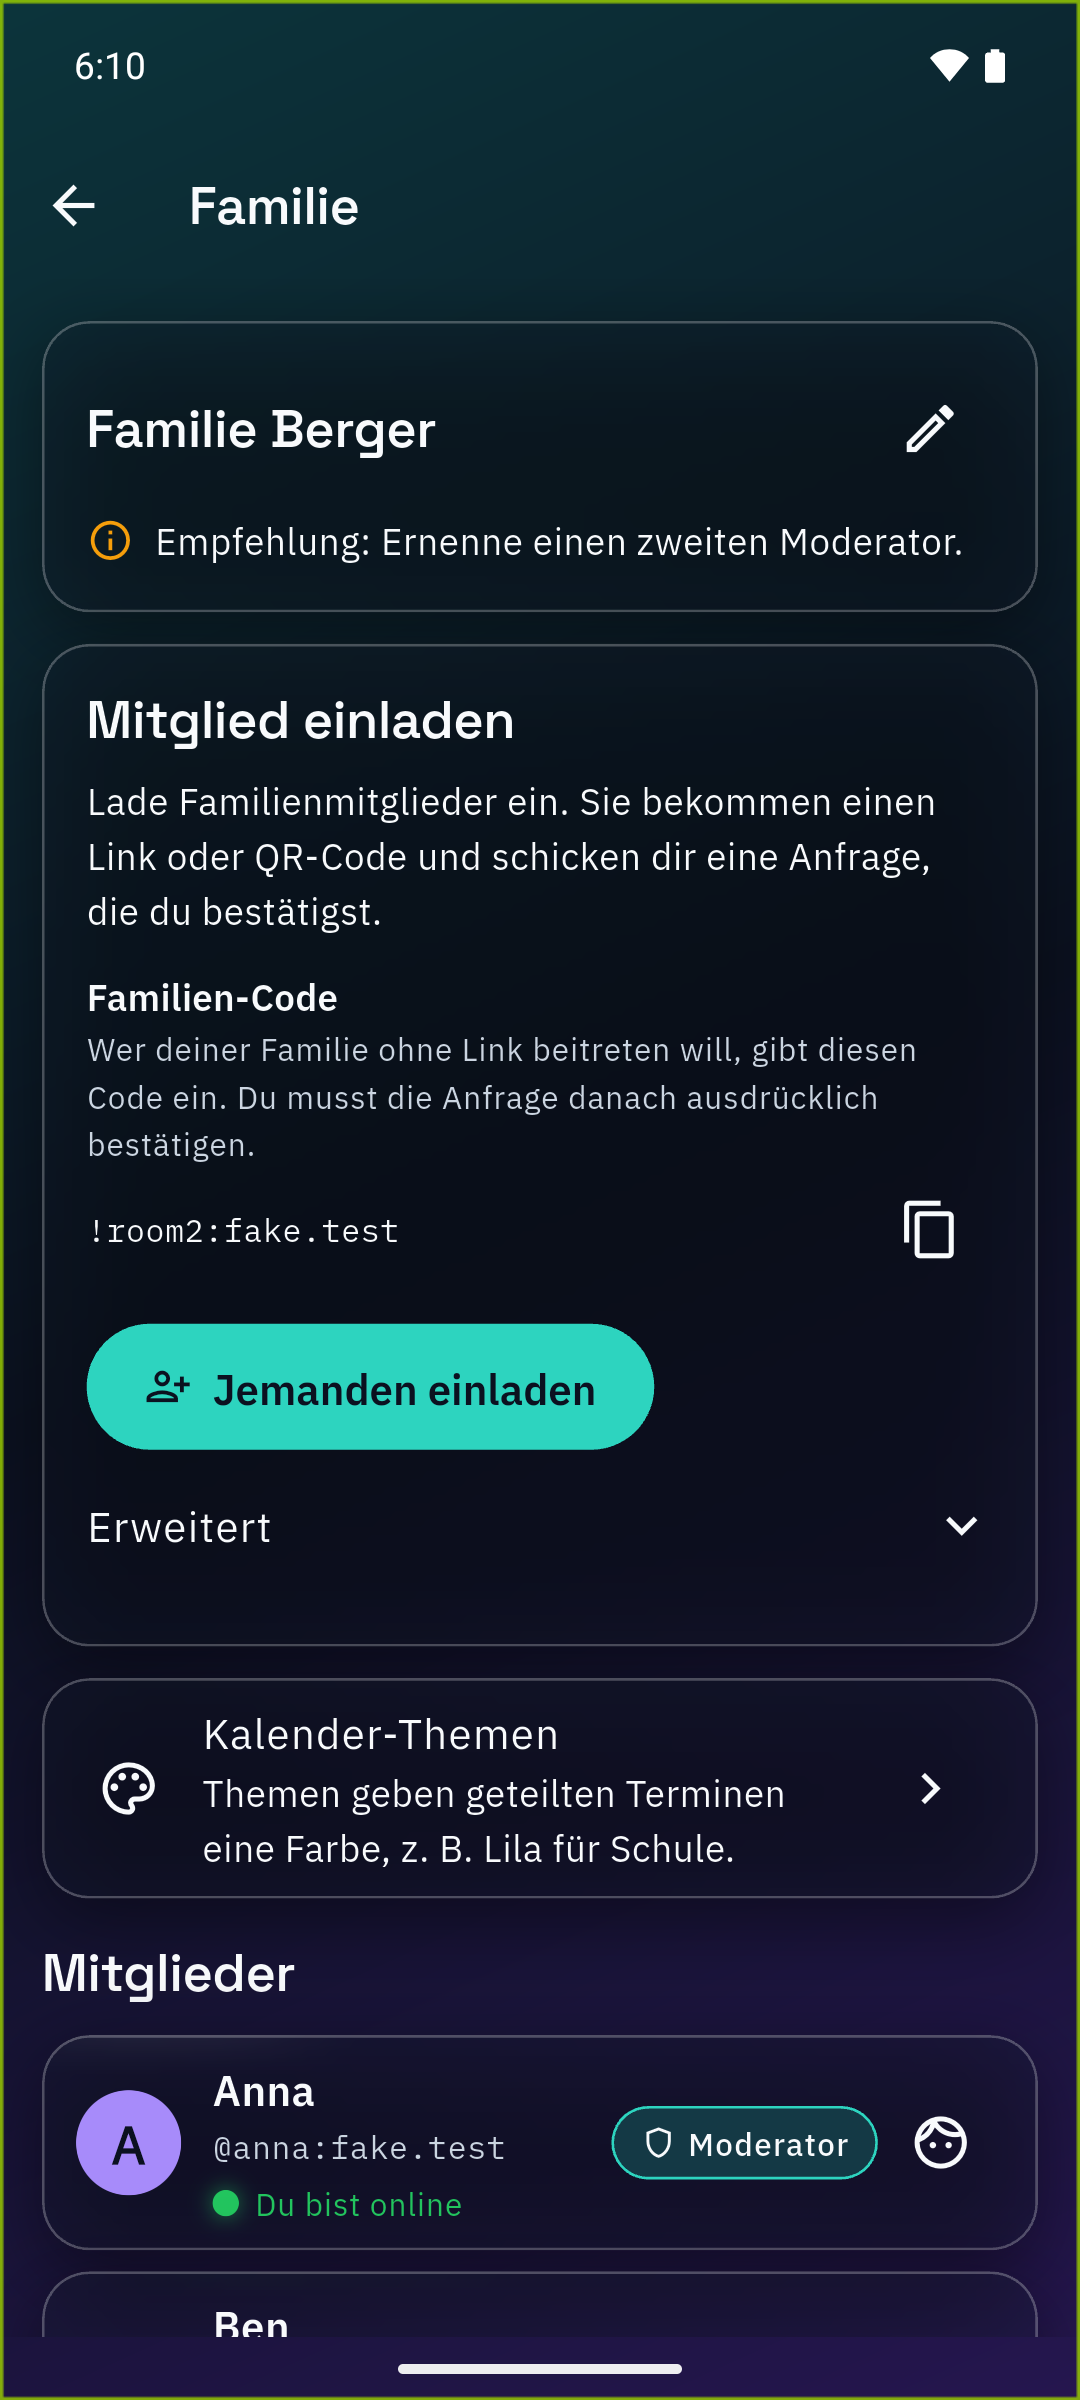 6:10
Familie
Familie Berger
Empfehlung: Ernenne einen zweiten Moderator.
Mitglied einladen
Lade Familienmitglieder ein. Sie bekommen einen
Link oder QR-Code und schicken dir eine Anfrage,
die du bestätigst.
Familien-Code
Wer deiner Familie ohne Link beitreten will, gibt diesen
Code ein. Du musst die Anfrage danach ausdrücklich
bestätigen.
!room2:fake.test
Jemanden einladen
Erweitert
Kalender-Themen
Themen geben geteilten Terminen
eine Farbe, z. B. Lila für Schule.
Mitglieder
A
Anna
@anna:fake.test
Du bist online
Moderator
Ben